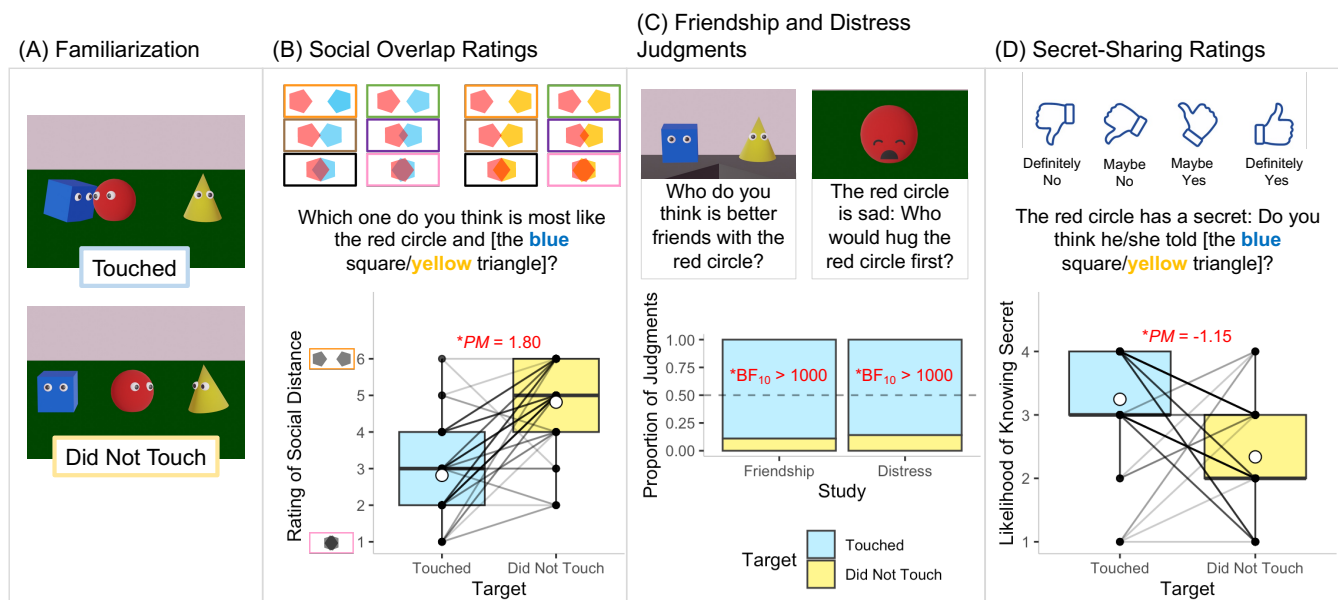 (A) Familiarization
Touched
Did Not Touch
(B) Social Overlap Ratings
Which one do you think is most like
the red circle and [the blue
square/yellow triangle]?
*PM = 1.80
Rating of Social Distance
6
5
4
3
2
1
Touched
Did Not Touch
Target
(C) Friendship and Distress
Judgments
Who do you
think is better
friends with the
red circle?
The red circle
is sad: Who
would hug the
red circle first?
Proportion of Judgments
1.00
0.75
0.50
0.25
0.00
*BF10 > 1000
*BF10 > 1000
Friendship
Distress
Study
Target
Touched
Did Not Touch
(D) Secret-Sharing Ratings
Definitely
No
Maybe
No
Maybe
Yes
Definitely
Yes
The red circle has a secret: Do you
think he/she told [the blue
square/yellow triangle]?
*PM = -1.15
Likelihood of Knowing Secret
4
3
2
1
Touched
Did Not Touch
Target